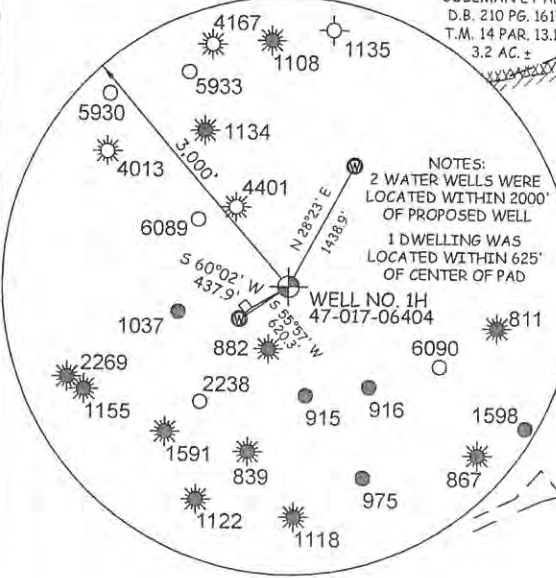 D.B. 210 PG. 161
T.M. 14 PAR. 13.1
3.2 AC. ±
4167
1108
1135
5933
5930
1134
3,000'
4013
4401
W
N 28°23' E
1438.9'
NOTES:
2 WATER WELLS WERE
LOCATED WITHIN 2000'
OF PROPOSED WELL
1 DWELLING WAS
LOCATED WITHIN 625'
OF CENTER OF PAD
6089
S 60°02' W
437.9'
WELL NO. 1H
47-017-06404
S 55°57' W
620.3'
W
1037
811
882
6090
2269
1155
2238
915
916
1598
1591
839
867
975
1122
1118